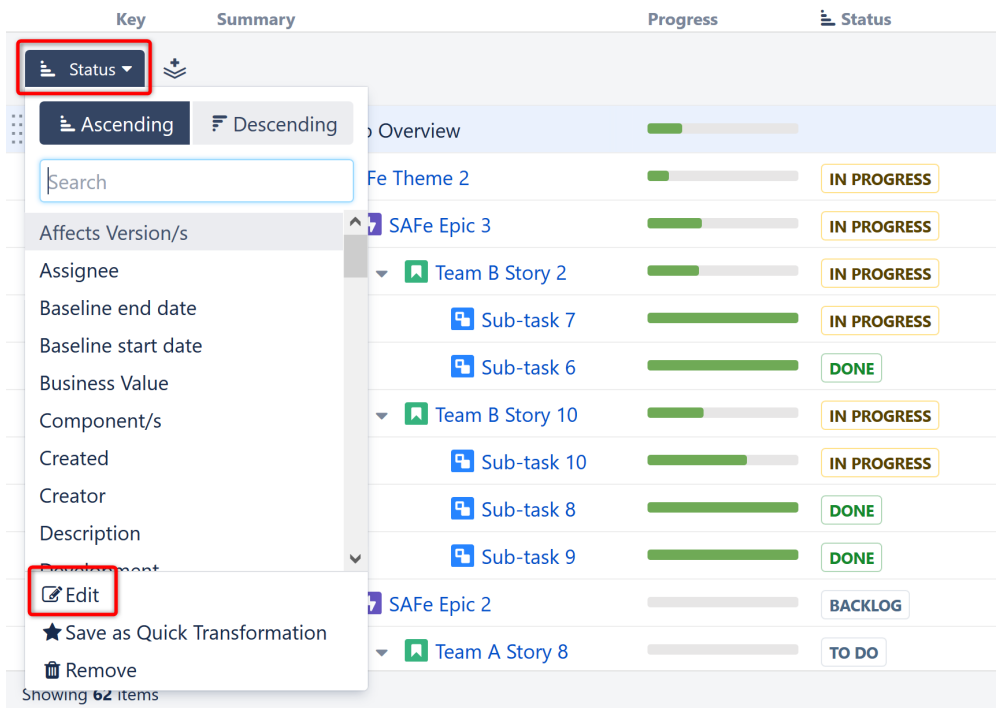 Key Summary Progress Status
Status
Ascending Descending
Search
Affects Version/s
Assignee
Baseline end date
Baseline start date
Business Value
Component/s
Created
Creator
Description
Development
Edit
Save as Quick Transformation
Remove
Overview
Fe Theme 2 IN PROGRESS
SAFe Epic 3 IN PROGRESS
Team B Story 2 IN PROGRESS
Sub-task 7 IN PROGRESS
Sub-task 6 DONE
Team B Story 10 IN PROGRESS
Sub-task 10 IN PROGRESS
Sub-task 8 DONE
Sub-task 9 DONE
SAFe Epic 2 BACKLOG
Team A Story 8 TO DO
Showing 62 items